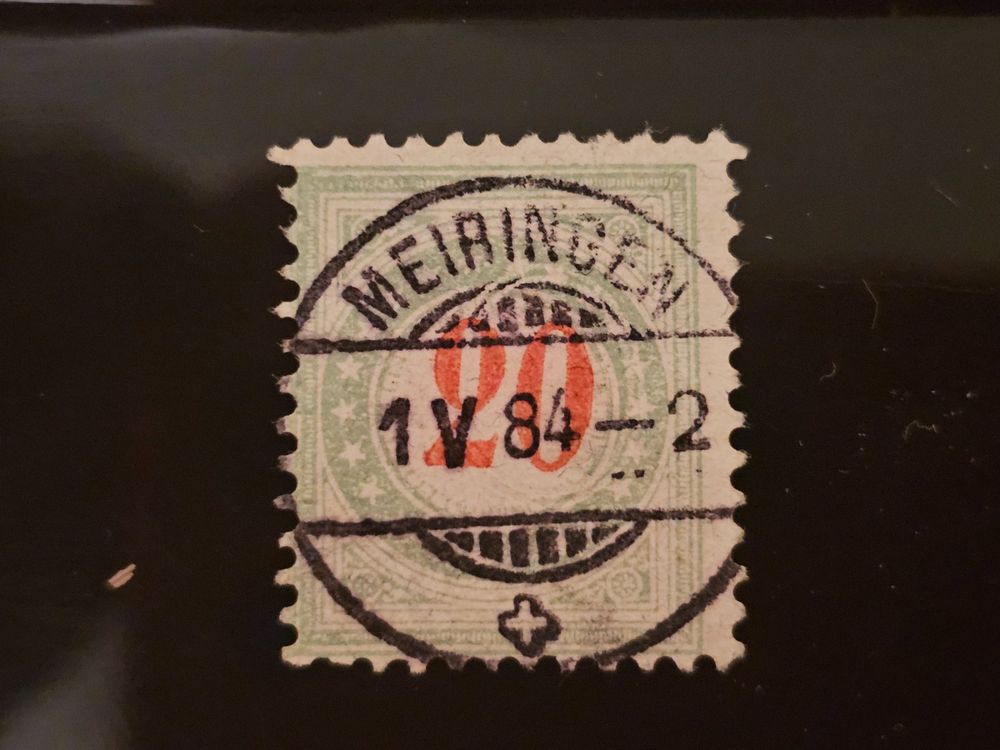 MEIRINGEN
20
1 V 84 – 2